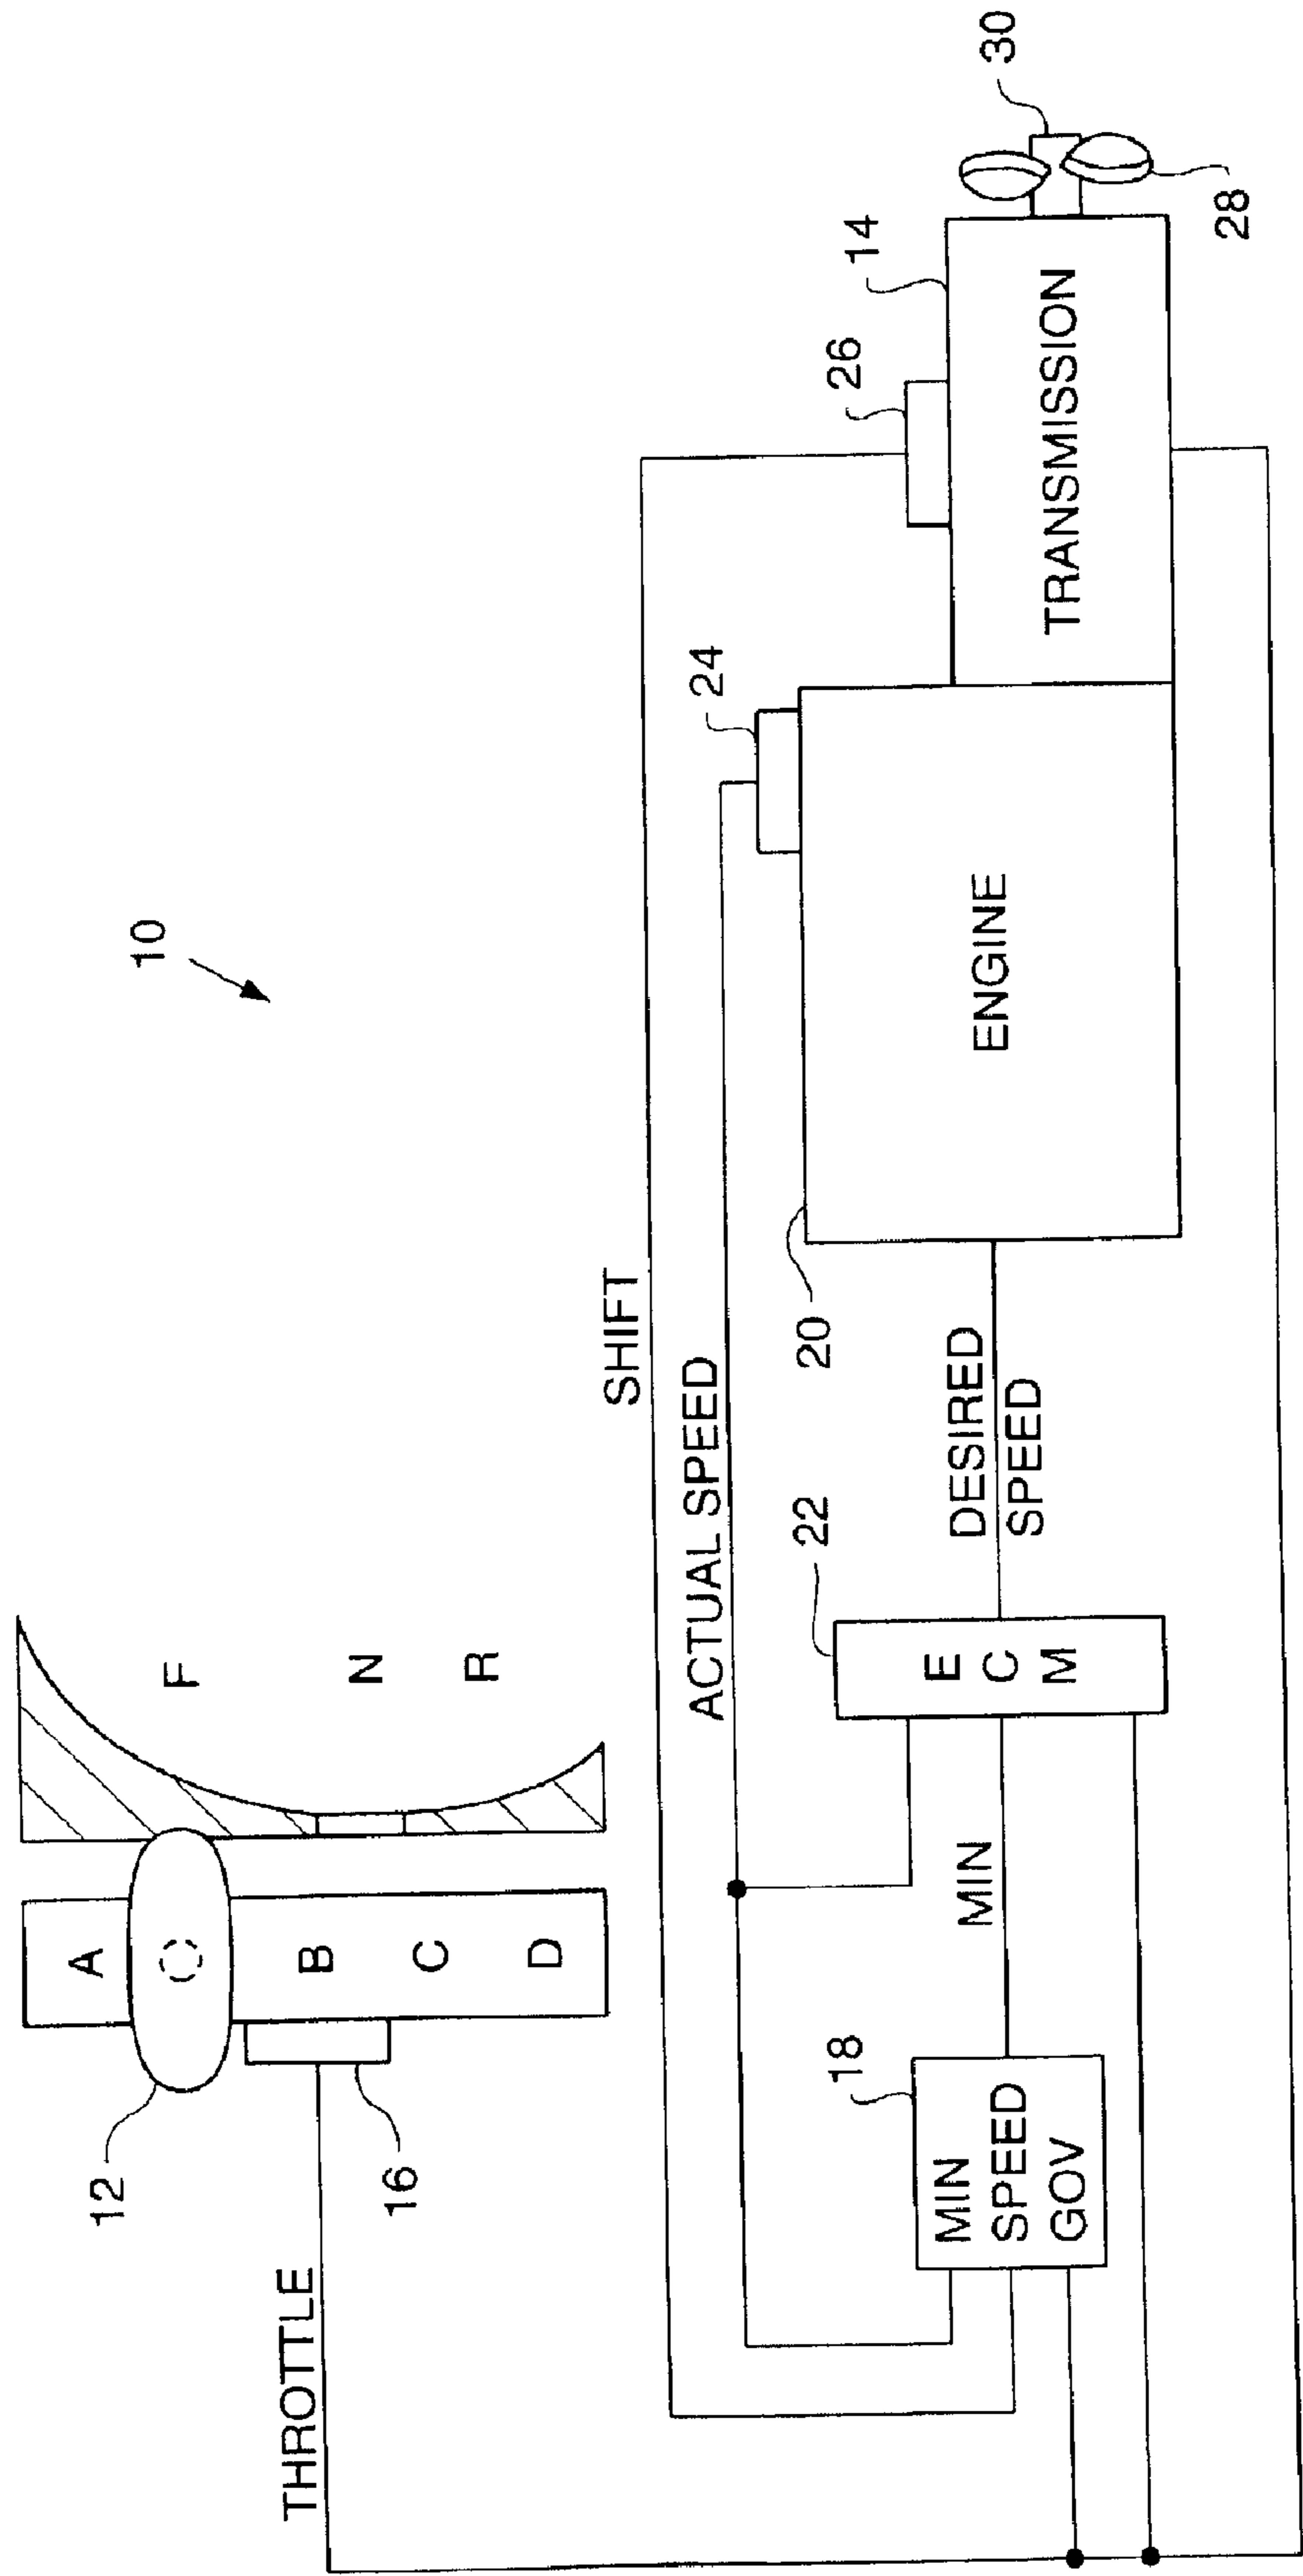 10
12
A
B
C
D
F
N
R
16
THROTTLE
SHIFT
ACTUAL SPEED
24
26
14
30
28
18
MIN
SPEED
GOV
MIN
22
E
C
M
DESIRED
SPEED
20
ENGINE
TRANSMISSION